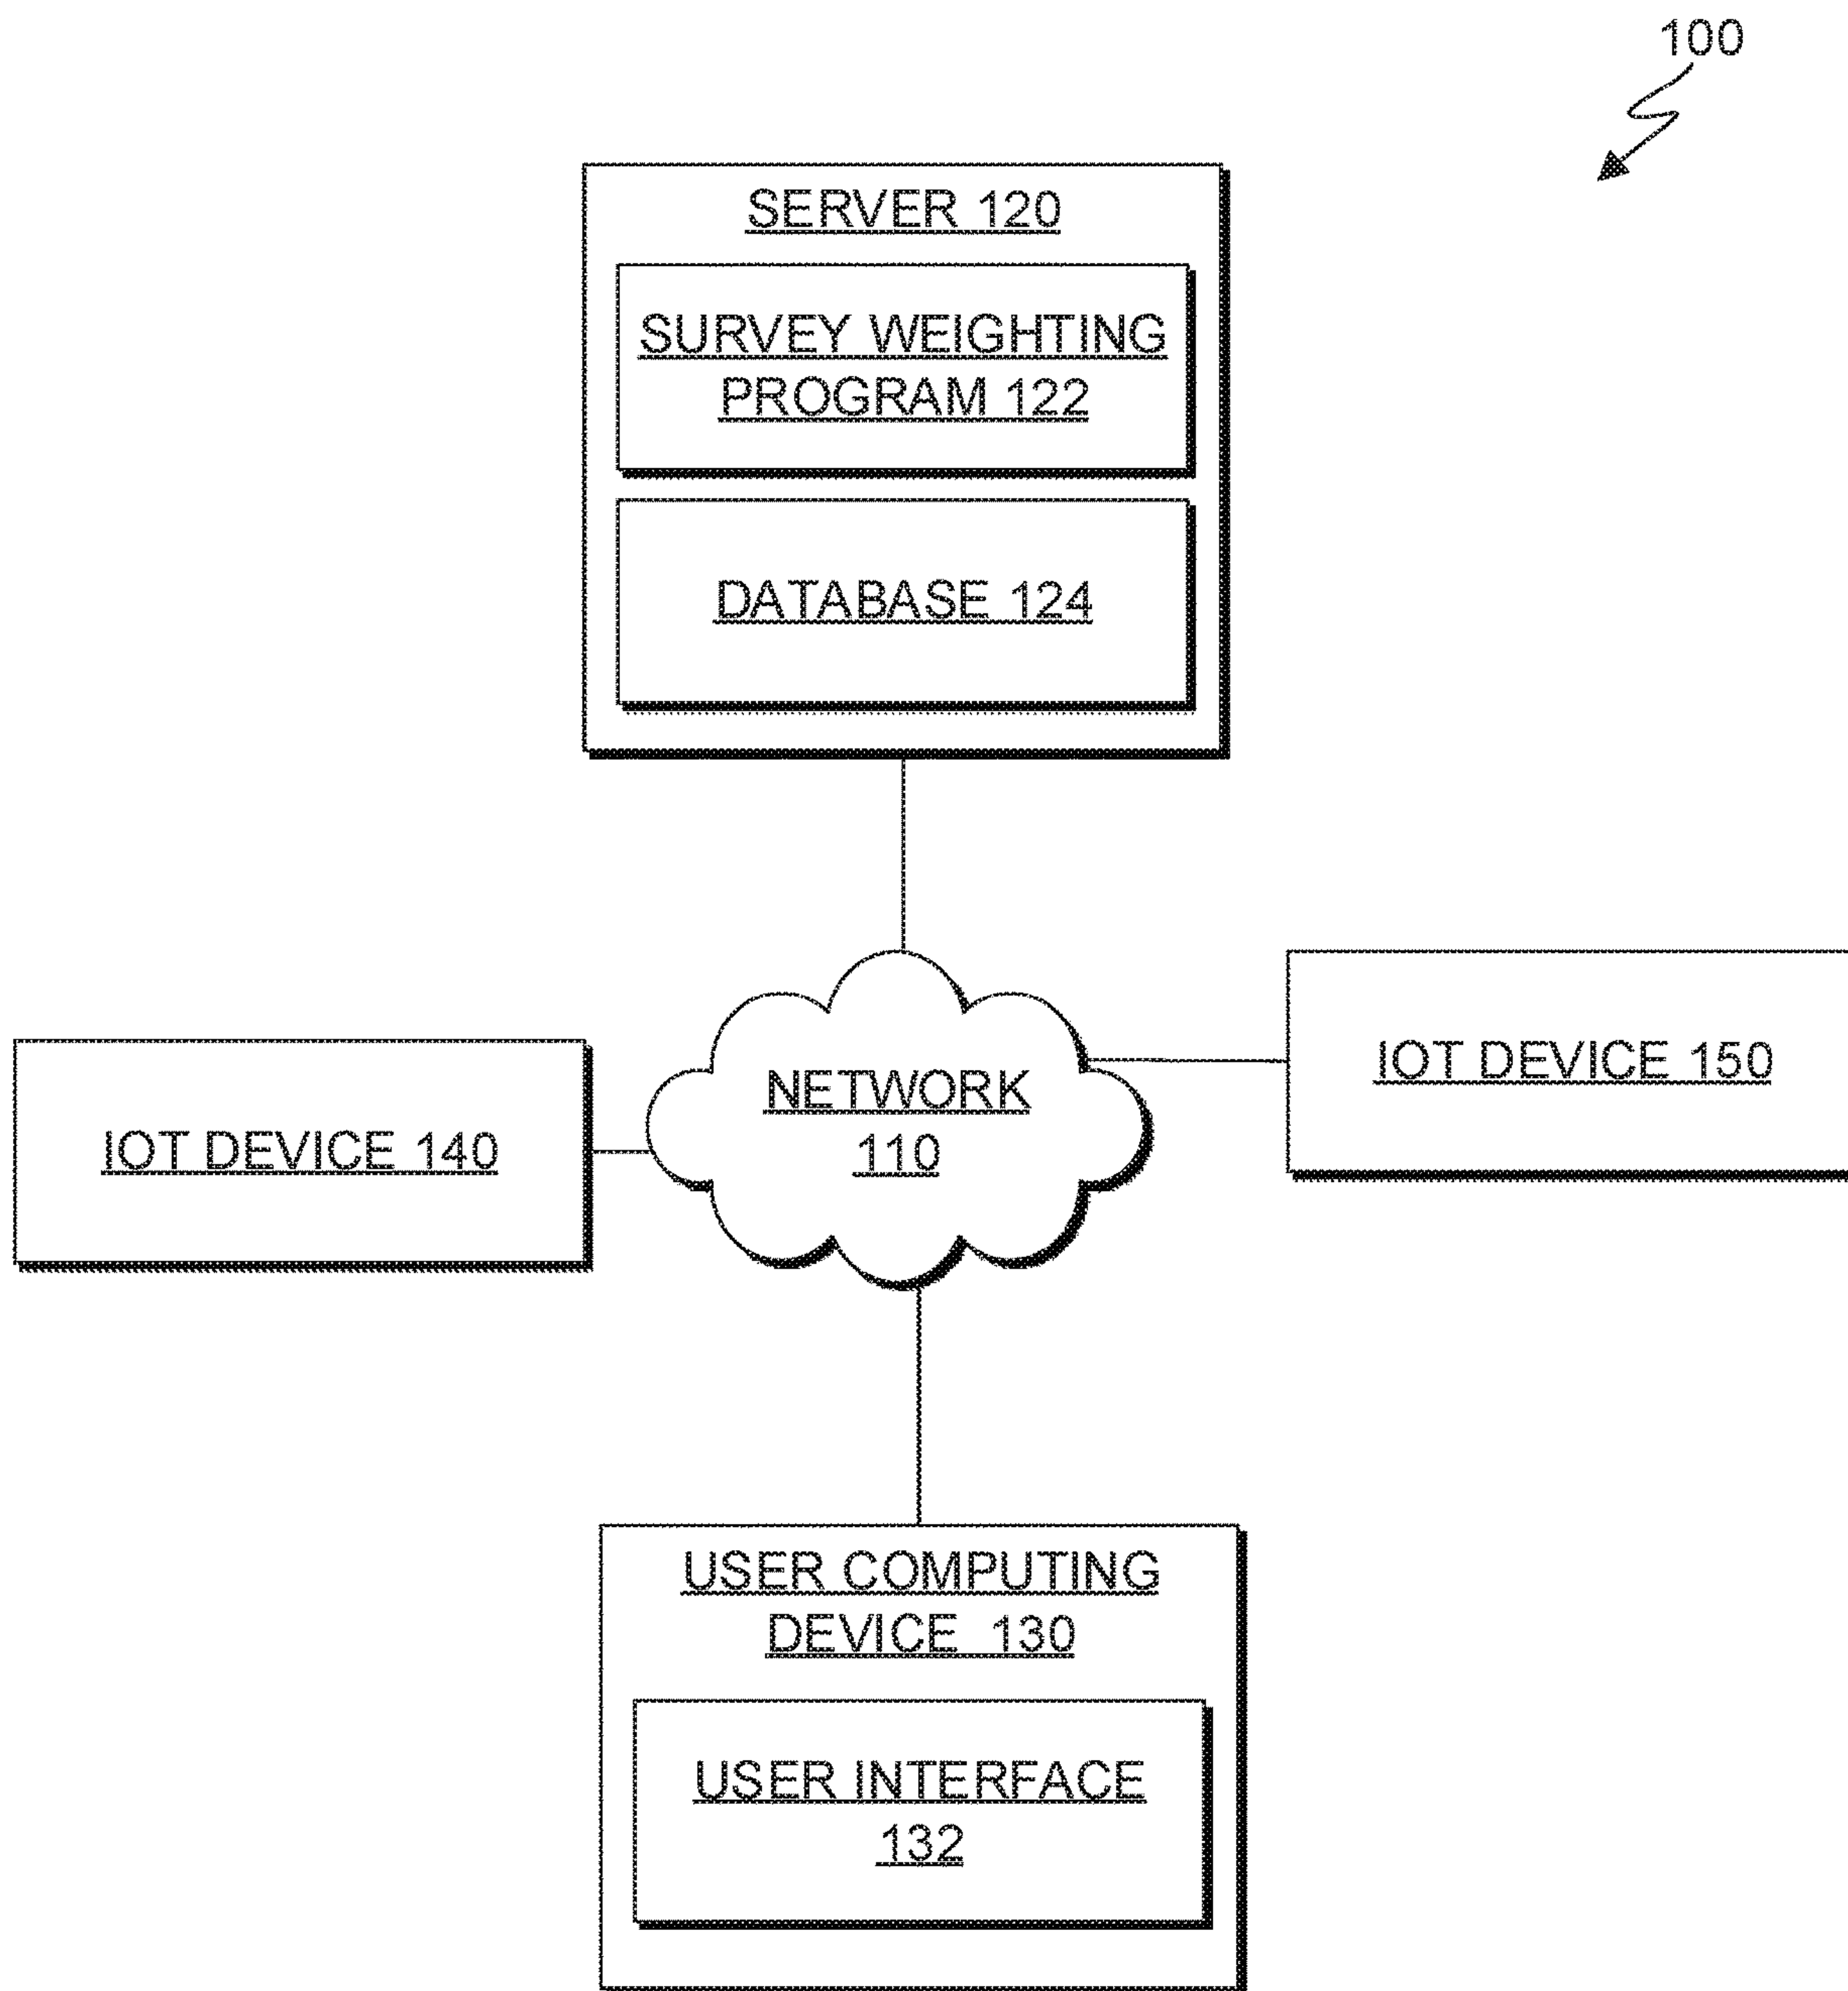 100
SERVER 120
SURVEY WEIGHTING
PROGRAM 122
DATABASE 124
NETWORK
110
IOT DEVICE 150
IOT DEVICE 140
USER COMPUTING
DEVICE 130
USER INTERFACE
132